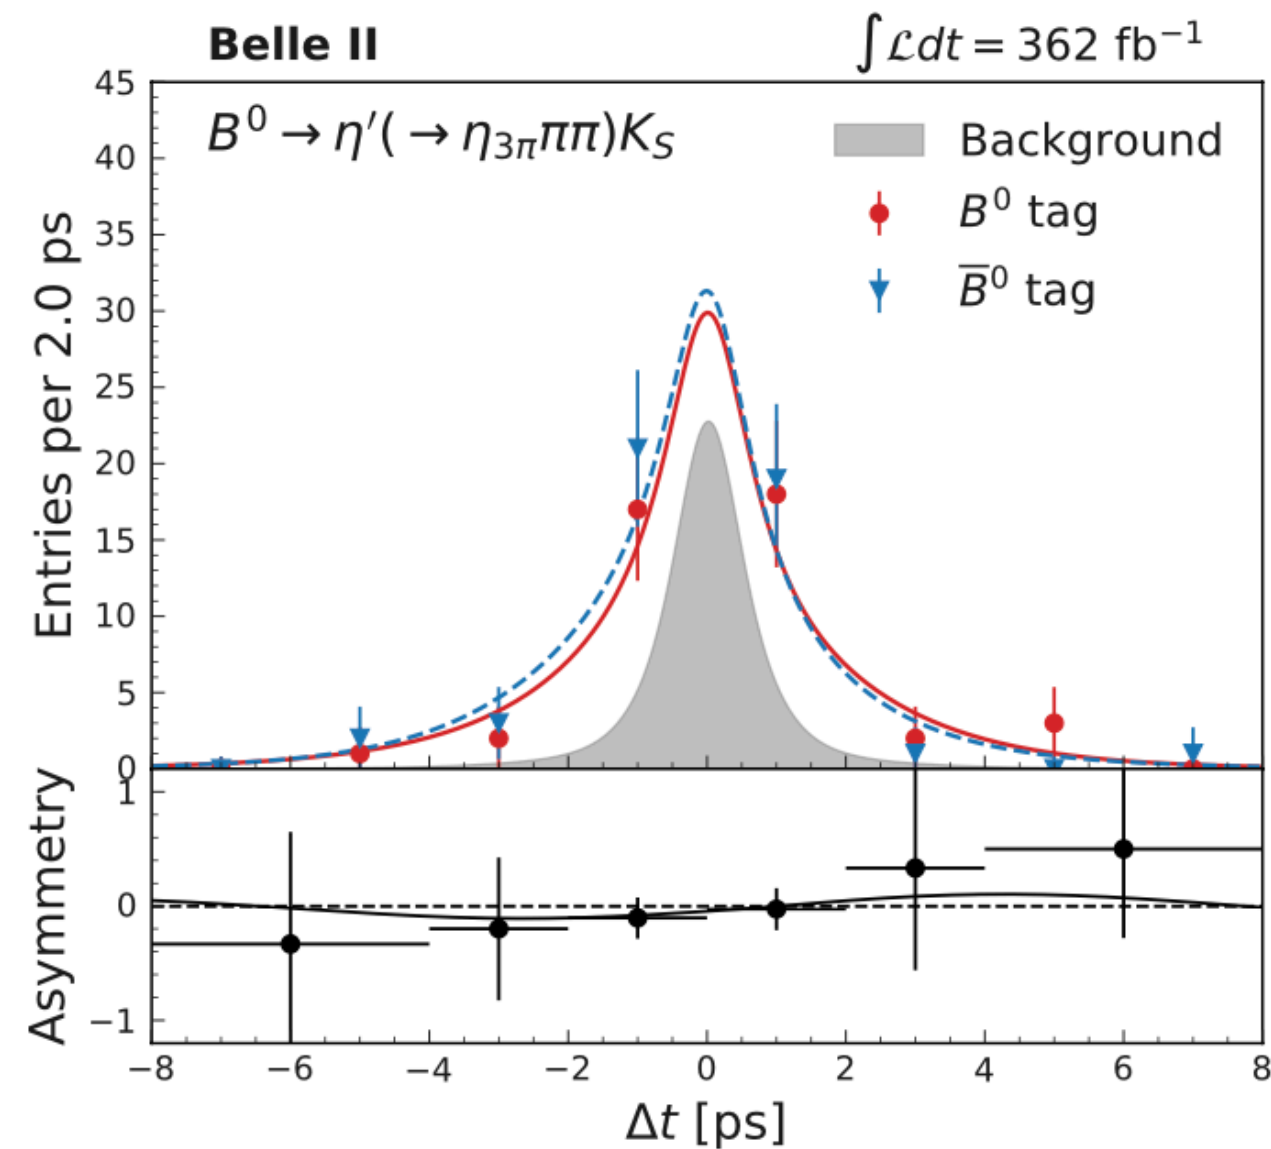 Belle II
∫ℒdt = 362 fb⁻¹
B⁰ → η′(→ η₃π ππ)K_S
Background
B⁰ tag
B̅⁰ tag
Entries per 2.0 ps
45
40
35
30
25
20
15
10
5
0
Asymmetry
1
0
−1
−8 −6 −4 −2 0 2 4 6 8
Δt [ps]